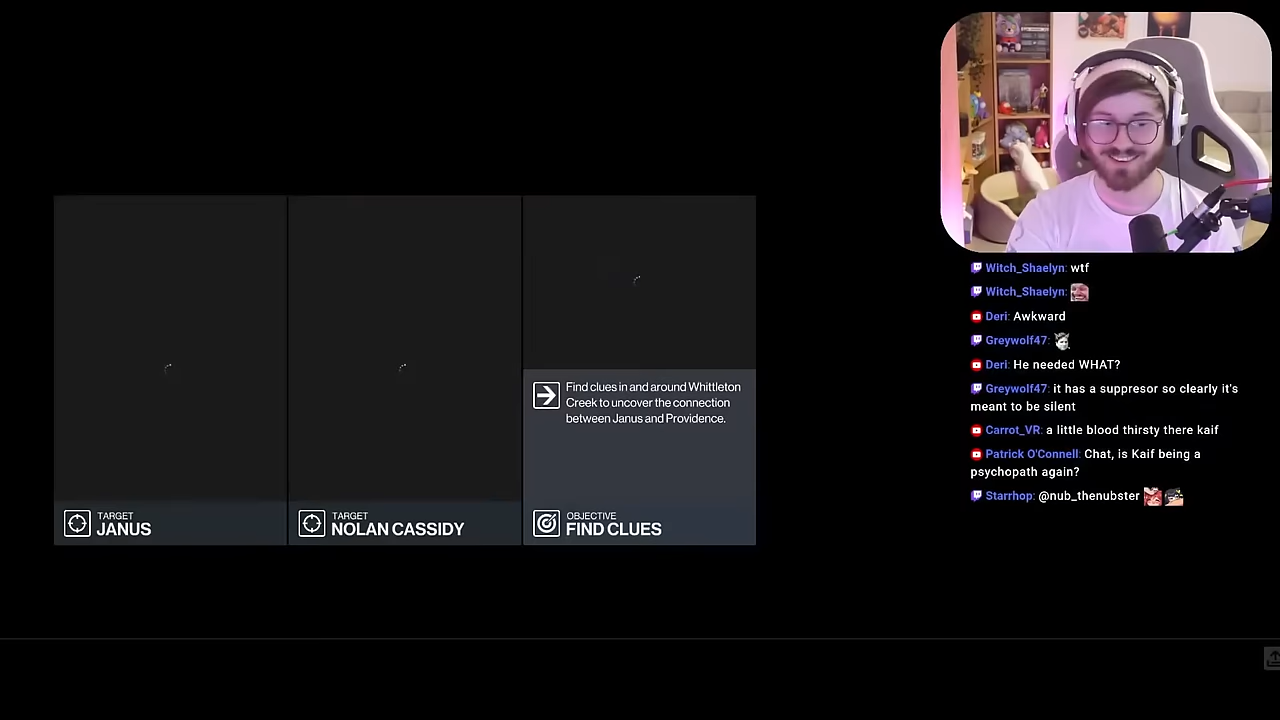 Find clues in and around Whittleton
Creek to uncover the connection
between Janus and Providence.
TARGET
JANUS
TARGET
NOLAN CASSIDY
OBJECTIVE
FIND CLUES
Witch_Shaelyn: wtf
Witch_Shaelyn:
Deri: Awkward
Greywolf47:
Deri: He needed WHAT?
Greywolf47: it has a suppresor so clearly it's
meant to be silent
Carrot_VR: a little blood thirsty there kaif
Patrick O'Connell: Chat, is Kaif being a
psychopath again?
Starrhop: @nub_thenubster